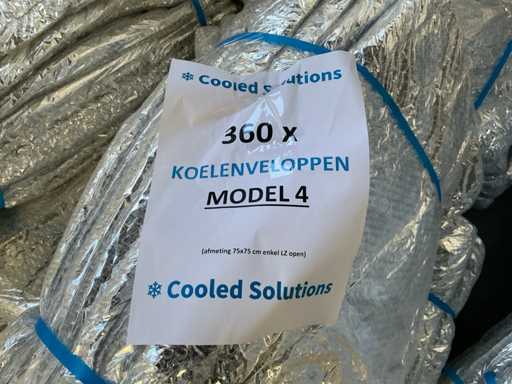 Cooled Solutions
360 x
KOELENVELOPPEN
MODEL 4
(afmeting 75x75 cm enkel LZ open)
Cooled Solutions